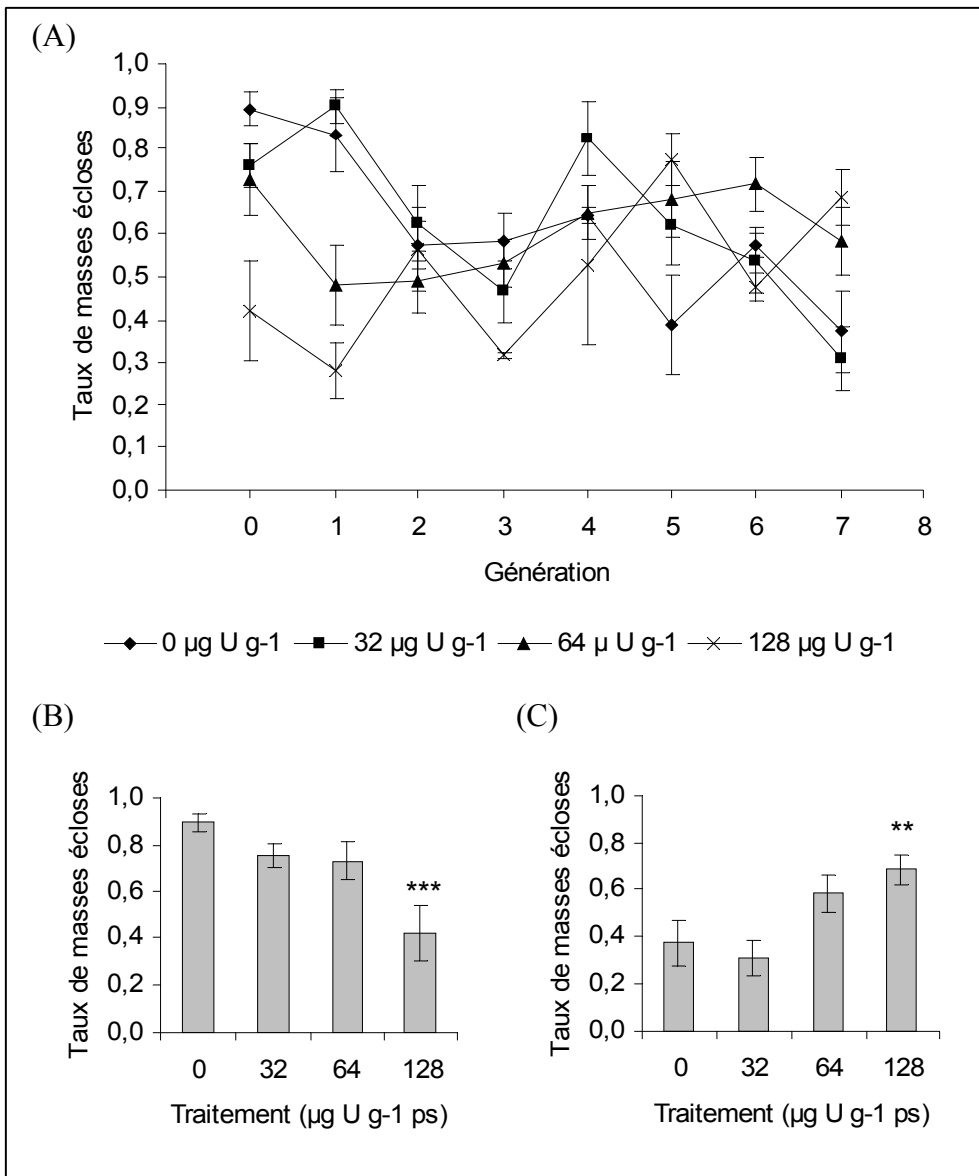 (A)
Taux de masses écloses
1,0
0,9
0,8
0,7
0,6
0,5
0,4
0,3
0,2
0,1
0,0
0 1 2 3 4 5 6 7 8
Génération
0 µg U g-1 32 µg U g-1 64 µ U g-1 128 µg U g-1
(B)
Taux de masses écloses
1,0
0,8
0,6
0,4
0,2
0,0
***
0 32 64 128
Traitement (µg U g-1 ps)
(C)
Taux de masses écloses
1,0
0,8
0,6
0,4
0,2
0,0
**
0 32 64 128
Traitement (µg U g-1 ps)